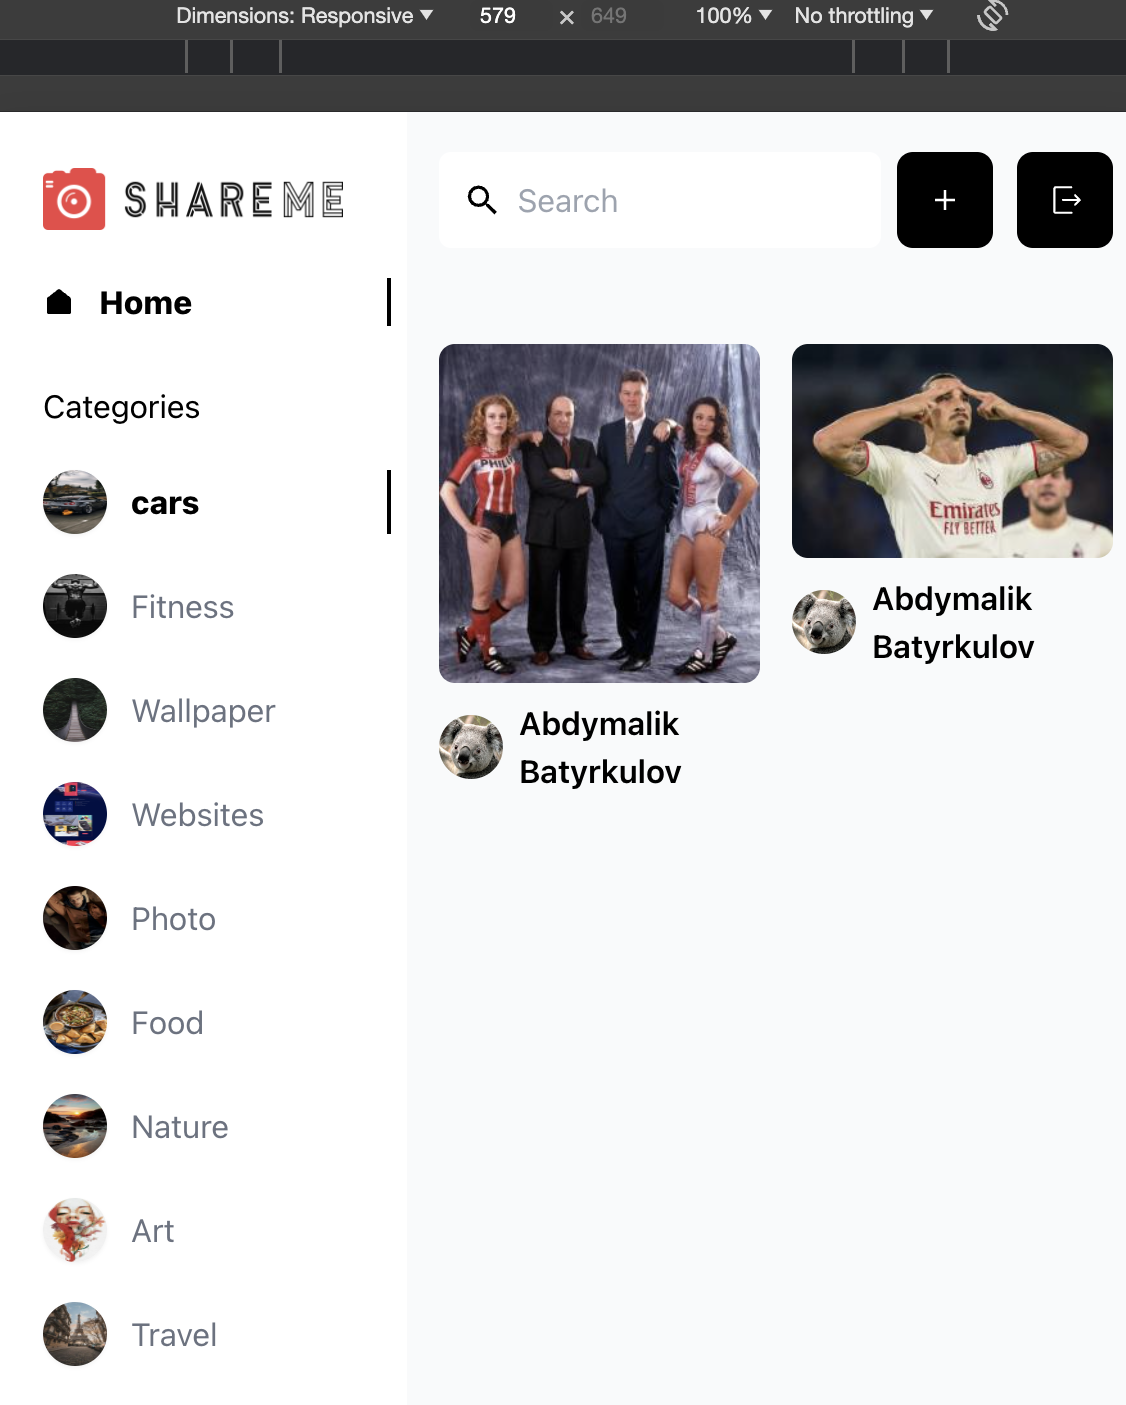 Dimensions: Responsive ▼ 579 × 649 100% ▼ No throttling ▼
SHAREME
Search
+
Home
Categories
cars
Fitness
Wallpaper
Websites
Photo
Food
Nature
Art
Travel
PHILI
Abdymalik
Batyrkulov
Emirates
FLY BETTER
Abdymalik
Batyrkulov